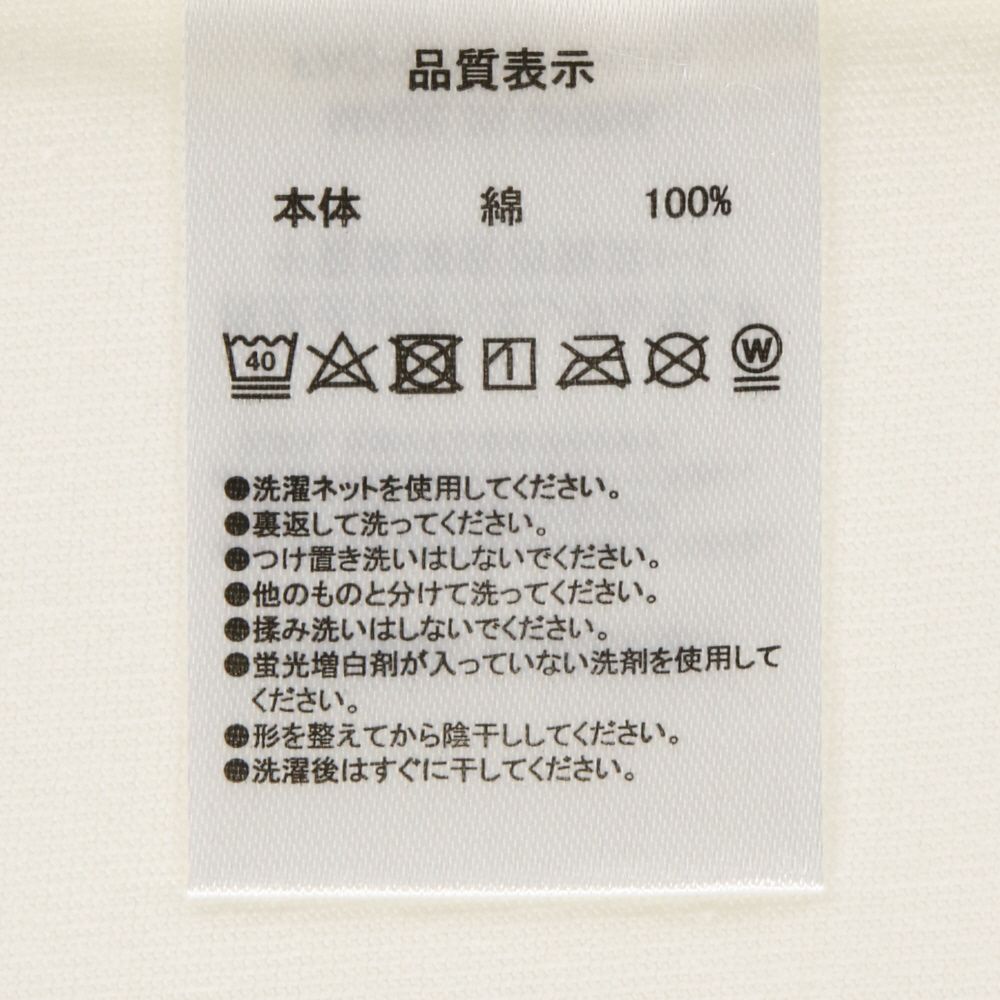 品質表示
本体 綿 100%
40 W
●洗濯ネットを使用してください。
●裏返して洗ってください。
●つけ置き洗いはしないでください。
●他のものと分けて洗ってください。
●揉み洗いはしないでください。
●蛍光増白剤が入っていない洗剤を使用して
ください。
●形を整えてから陰干ししてください。
●洗濯後はすぐに干してください。